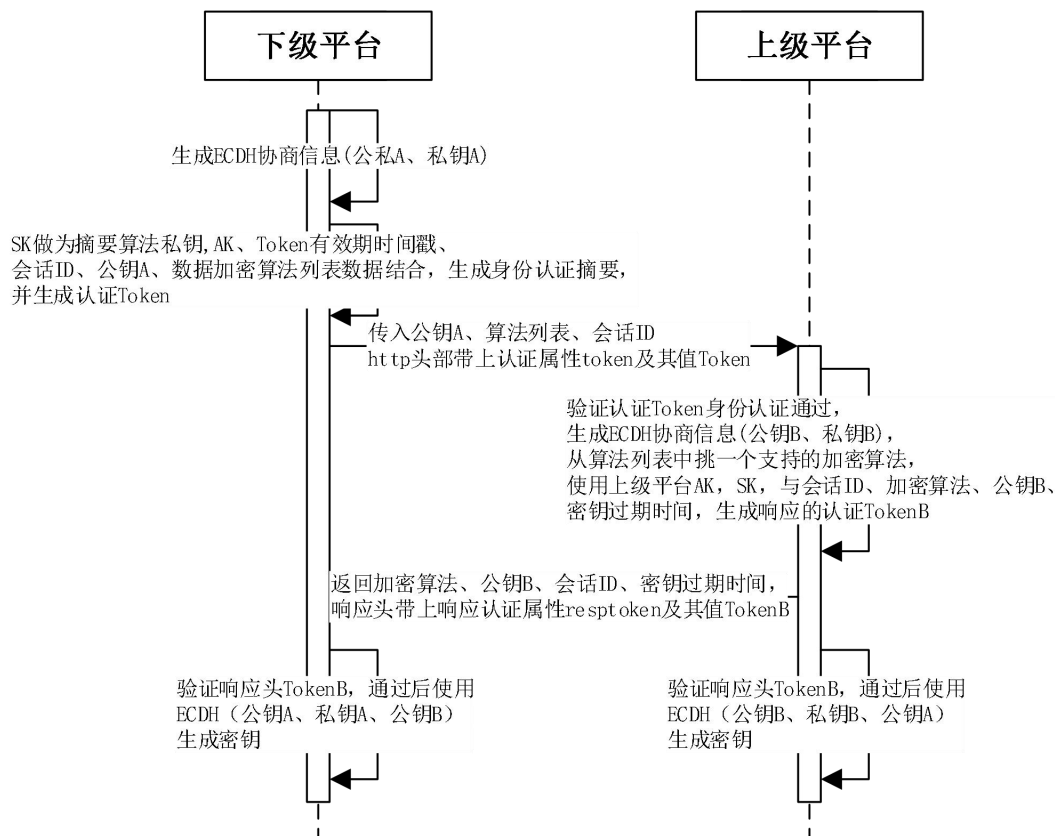 下级平台
上级平台
生成ECDH协商信息(公私A、私钥A)
SK做为摘要算法私钥,AK、Token有效期时间戳、
会话ID、公钥A、数据加密算法列表数据结合，生成身份认证摘要，
并生成认证Token
传入公钥A、算法列表、会话ID
http头部带上认证属性token及其值Token
验证认证Token身份认证通过，
生成ECDH协商信息(公钥B、私钥B)，
从算法列表中挑一个支持的加密算法，
使用上级平台AK，SK，与会话ID、加密算法、公钥B、
密钥过期时间，生成响应的认证TokenB
返回加密算法、公钥B、会话ID、密钥过期时间，
响应头带上响应认证属性resptoken及其值TokenB
验证响应头TokenB，通过后使用
ECDH（公钥A、私钥A、公钥B）
生成密钥
验证响应头TokenB，通过后使用
ECDH（公钥B、私钥B、公钥A）
生成密钥